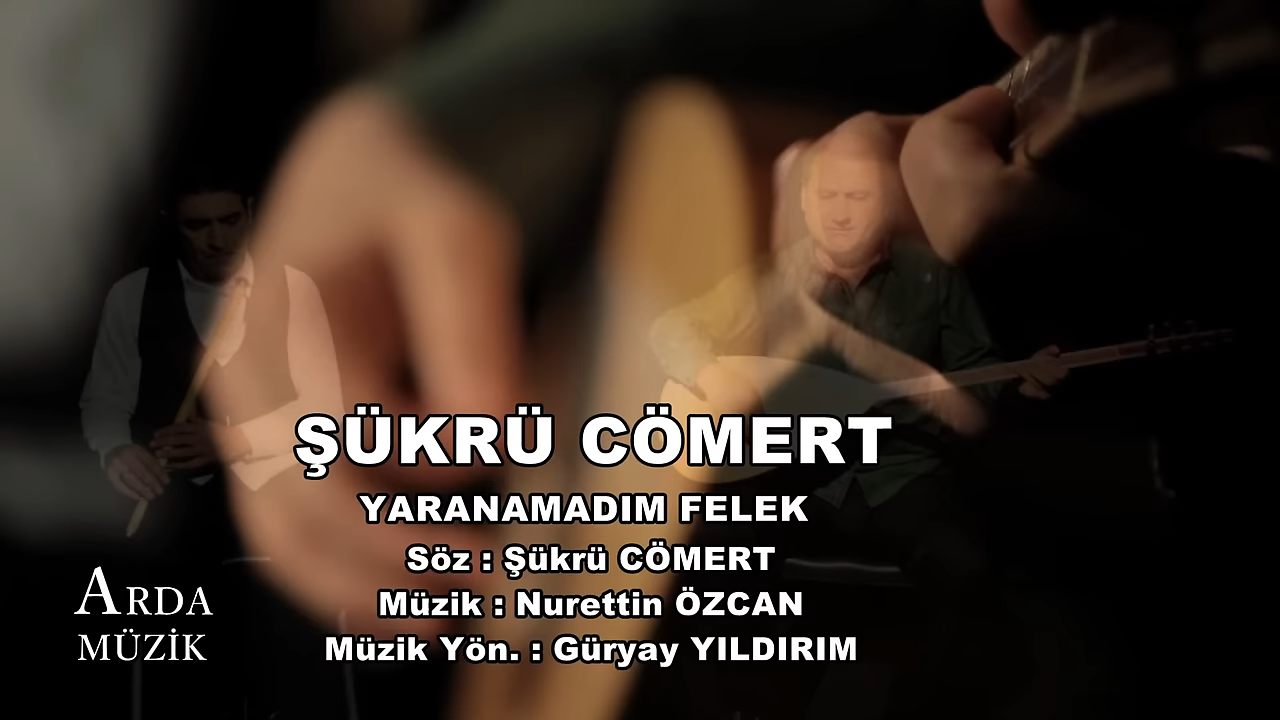 ŞÜKRÜ CÖMERT
YARANAMADIM FELEK
Söz : Şükrü CÖMERT
Müzik : Nurettin ÖZCAN
Müzik Yön. : Güryay YILDIRIM
ARDA
MÜZİK